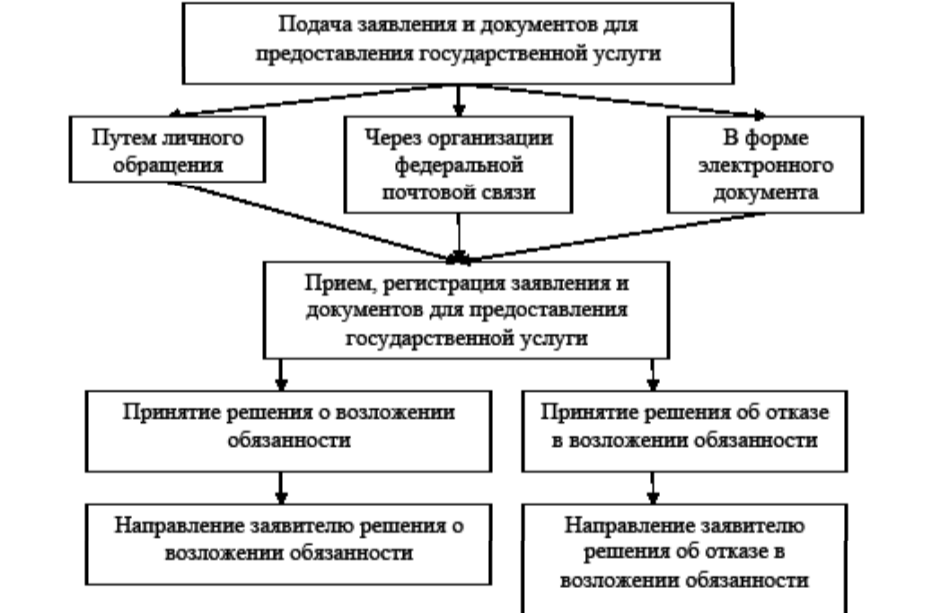 Подача заявления и документов для
предоставления государственной услуги
Путем личного
обращения
Через организации
федеральной
почтовой связи
В форме
электронного
документа
Прием, регистрация заявления и
документов для предоставления
государственной услуги
Принятие решения о возложении
обязанности
Принятие решения об отказе
в возложении обязанности
Направление заявителю решения о
возложении обязанности
Направление заявителю
решения об отказе в
возложении обязанности